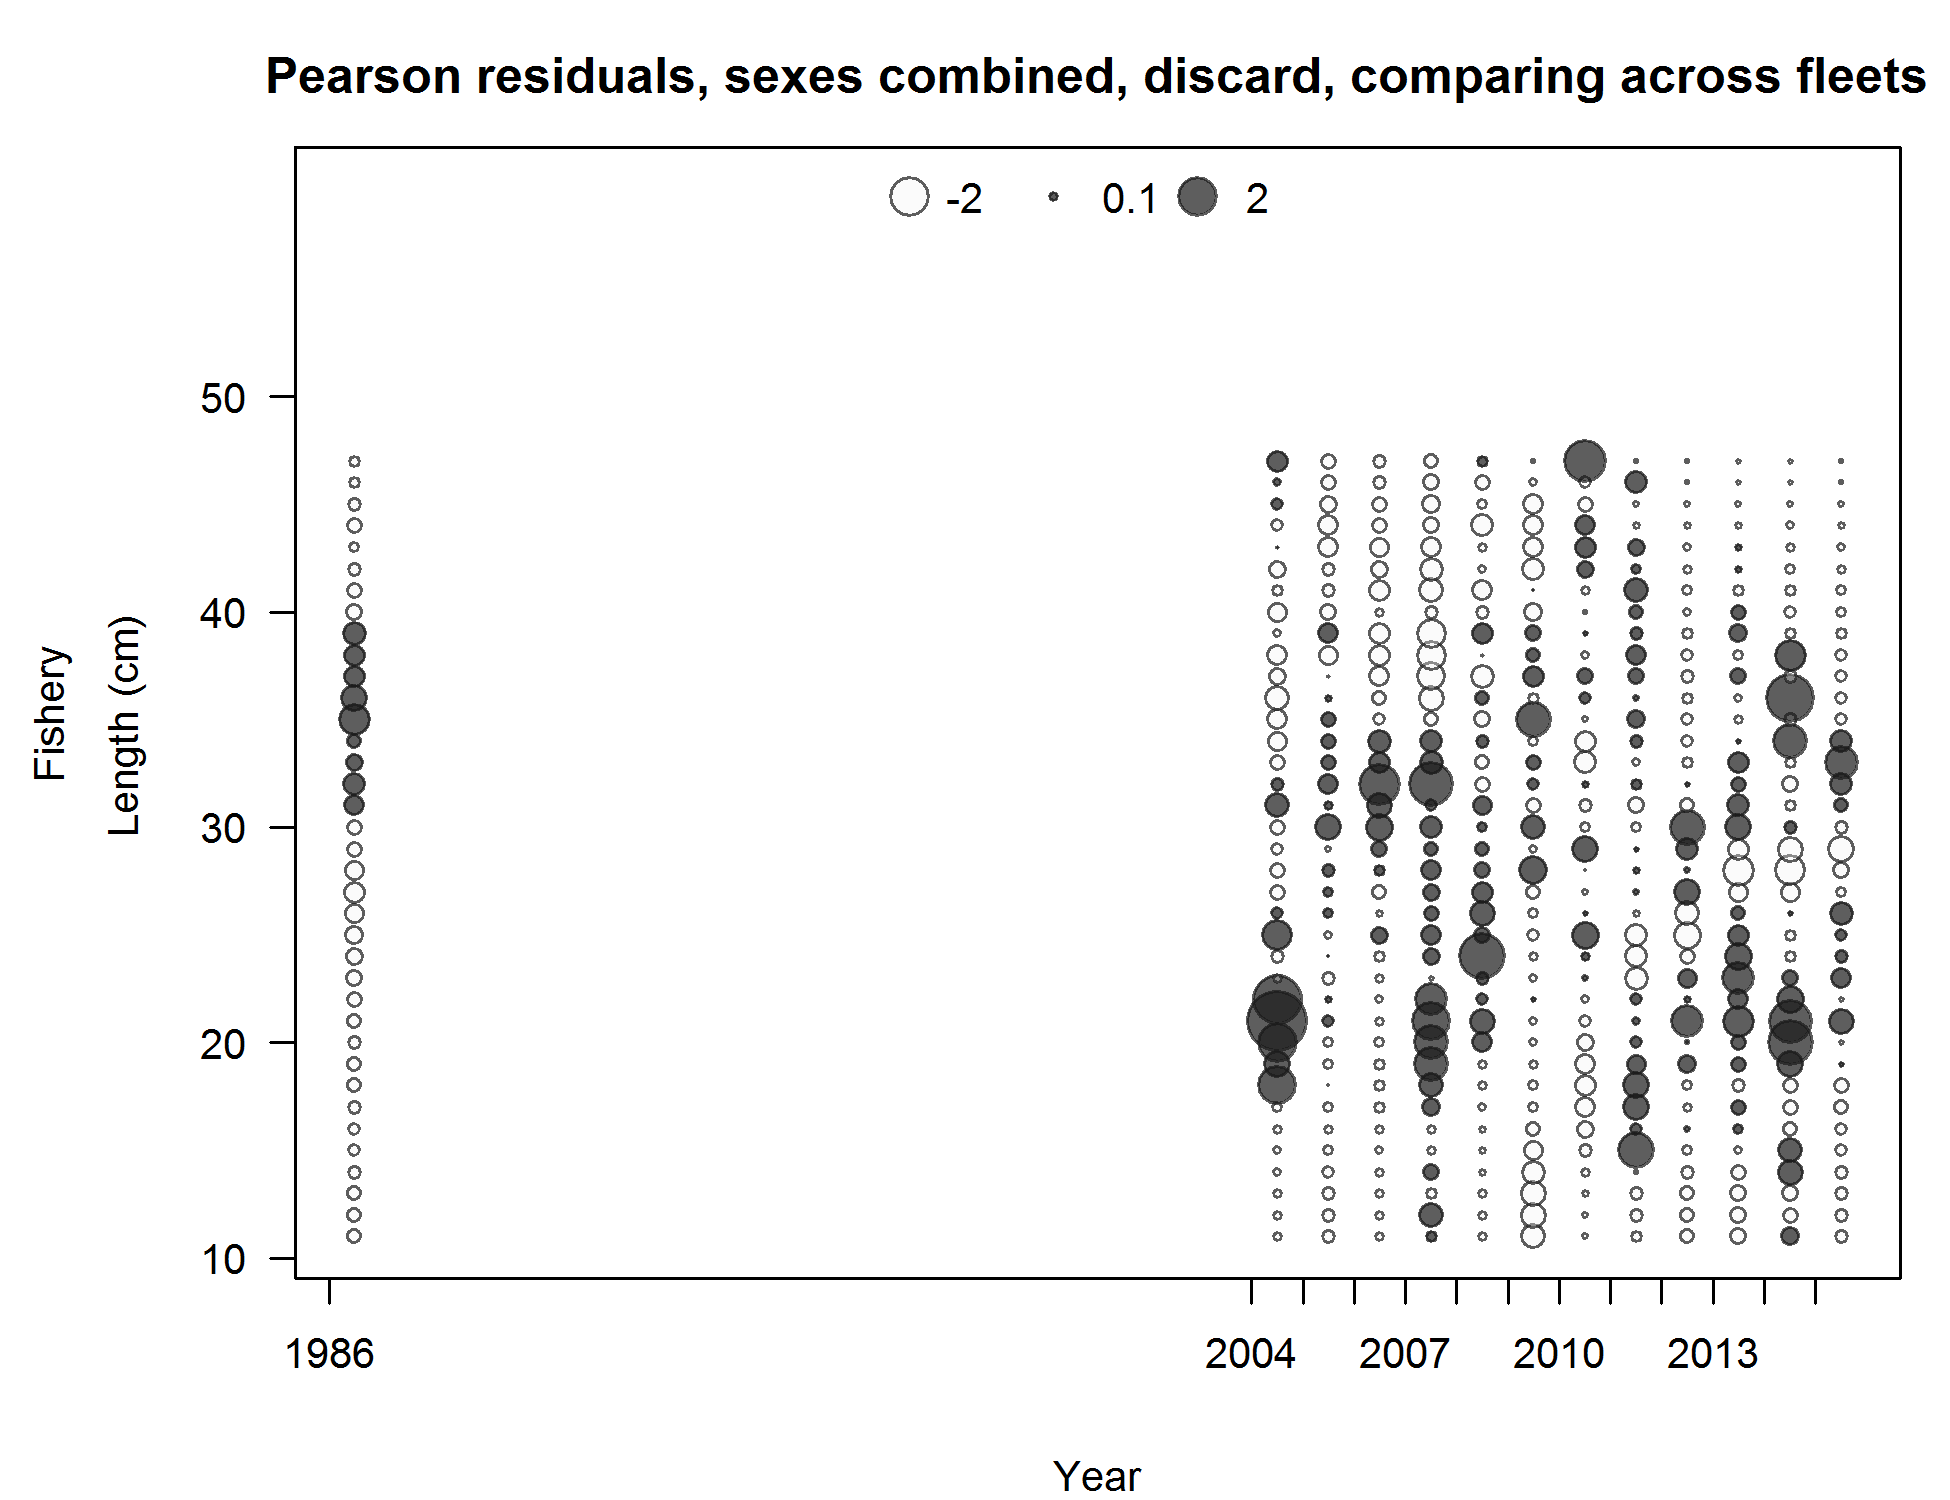 Pearson residuals, sexes combined, discard, comparing across fleets
-2 0.1 2
Fishery
Length (cm)
50
40
30
20
10
1986 2004 2007 2010 2013
Year